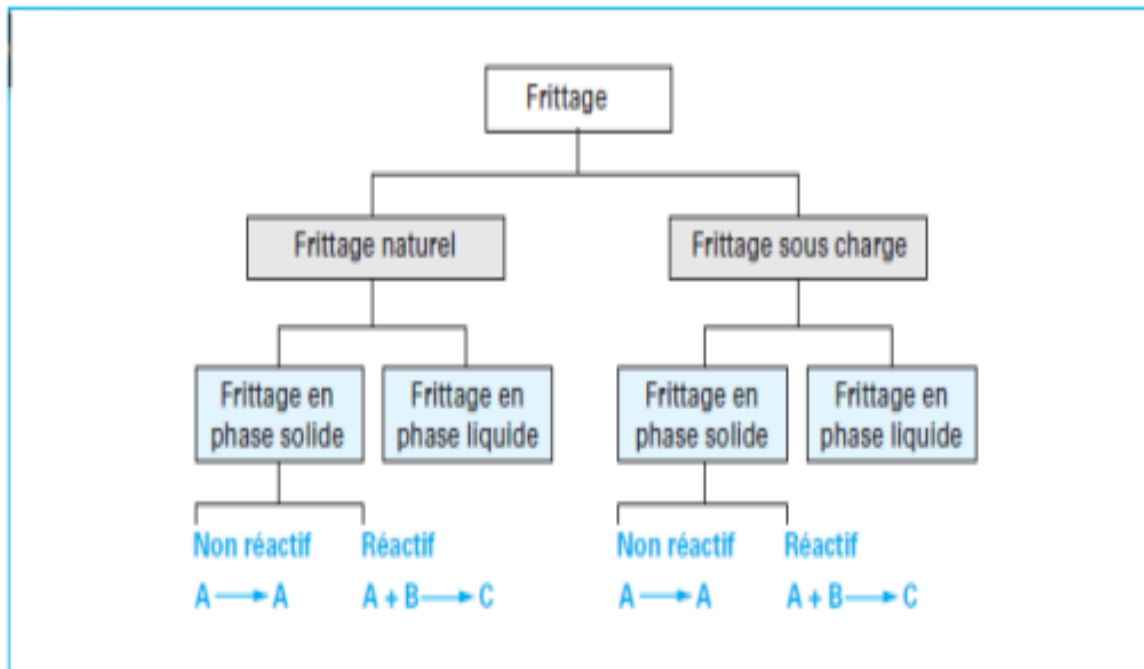 Frittage
Frittage naturel
Frittage sous charge
Frittage en
phase solide
Frittage en
phase liquide
Frittage en
phase solide
Frittage en
phase liquide
Non réactif
Réactif
Non réactif
Réactif
A → A
A + B → C
A → A
A + B → C